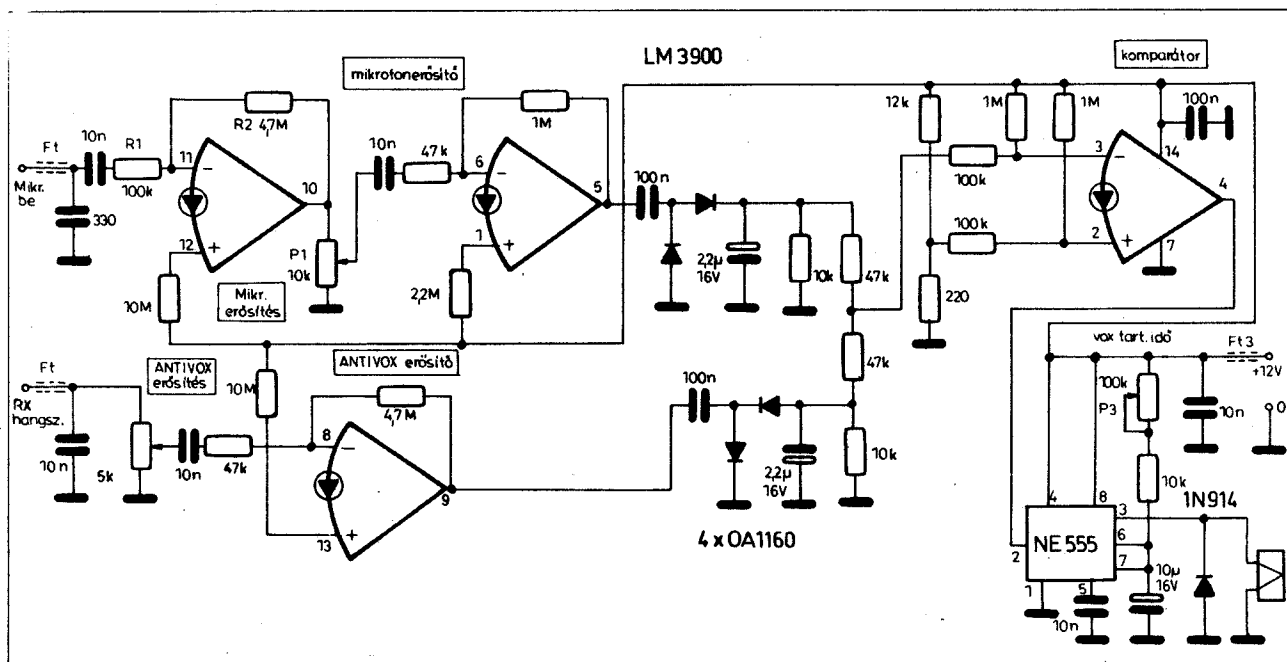 LM 3900
mikrofonerősítő
komparátor
R2 4,7M
1M
12k
1M
1M
100n
Ft
10n
R1
11
100k
10
10n
47k
6
5
100n
100k
3
14
4
Mikr.
be
330
12
P1
10k
1
100k
2
7
10M
Mikr.
erősítés
2,2M
2,2µ
16V
10k
47k
220
ANTIVOX erősítő
vox tart. idő
Ft 3
+12V
Ft
ANTIVOX
erősítés
10M
4,7M
100n
47k
100k
P3
10n
0
RX
hangsz.
8
10n
5k
10n
47k
9
2,2µ
16V
10k
10k
13
4 x OA1160
4
8
3
1N914
2
NE 555
6
7
10µ
16V
1
5
10n